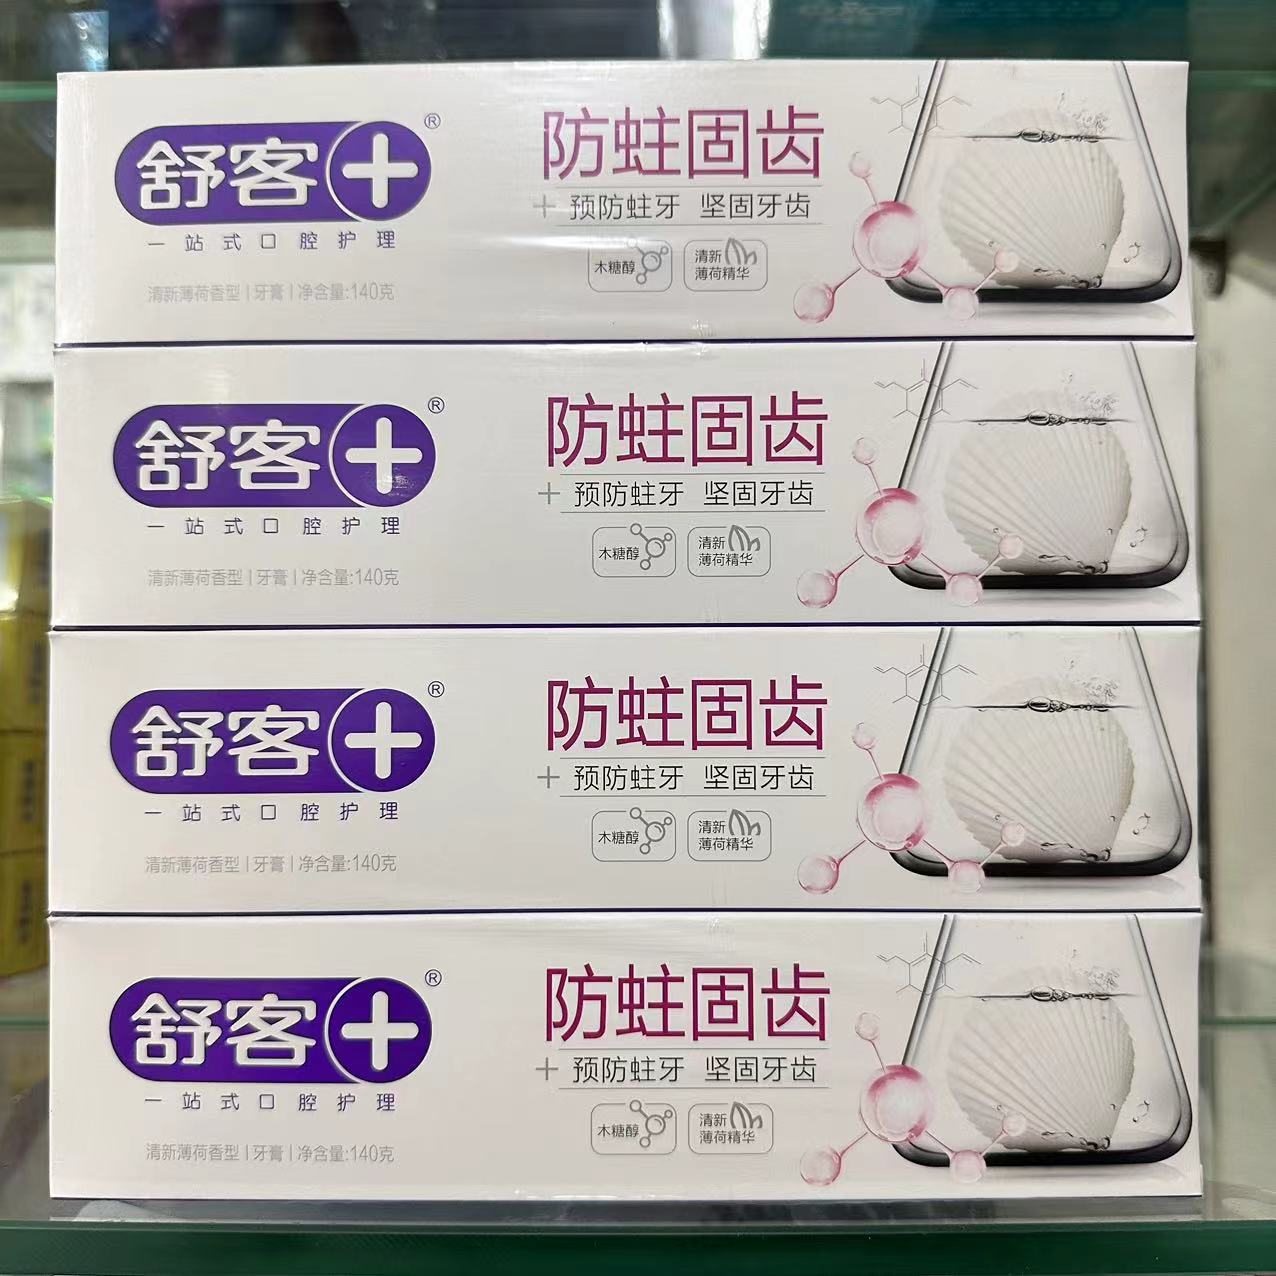 舒客
®
一站式口腔护理
清新薄荷香型 | 牙膏 | 净含量:140克
防蛀固齿
+ 预防蛀牙 坚固牙齿
木糖醇
清新
薄荷精华
舒客
®
一站式口腔护理
清新薄荷香型 | 牙膏 | 净含量:140克
防蛀固齿
+ 预防蛀牙 坚固牙齿
木糖醇
清新
薄荷精华
舒客
®
一站式口腔护理
清新薄荷香型 | 牙膏 | 净含量:140克
防蛀固齿
+ 预防蛀牙 坚固牙齿
木糖醇
清新
薄荷精华
舒客
®
一站式口腔护理
清新薄荷香型 | 牙膏 | 净含量:140克
防蛀固齿
+ 预防蛀牙 坚固牙齿
木糖醇
清新
薄荷精华